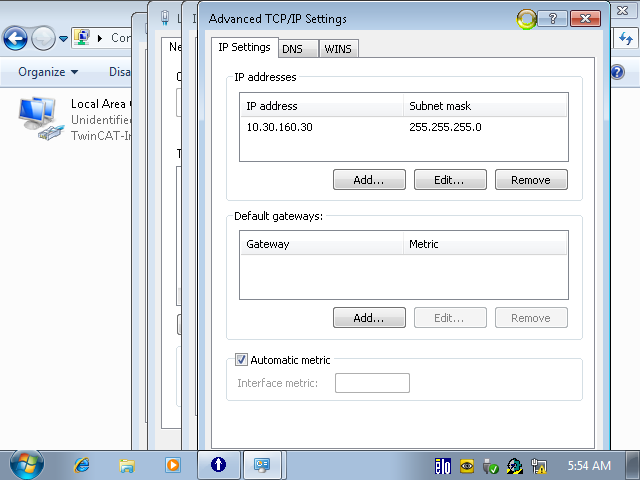 Advanced TCP/IP Settings
IP Settings
DNS
WINS
Con
Organize
Disa
Ne
Local Area
Unidentified
TwinCAT-In
IP addresses
IP address
Subnet mask
10.30.160.30
255.255.255.0
Add...
Edit...
Remove
Default gateways:
Gateway
Metric
Add...
Edit...
Remove
Automatic metric
Interface metric:
5:54 AM